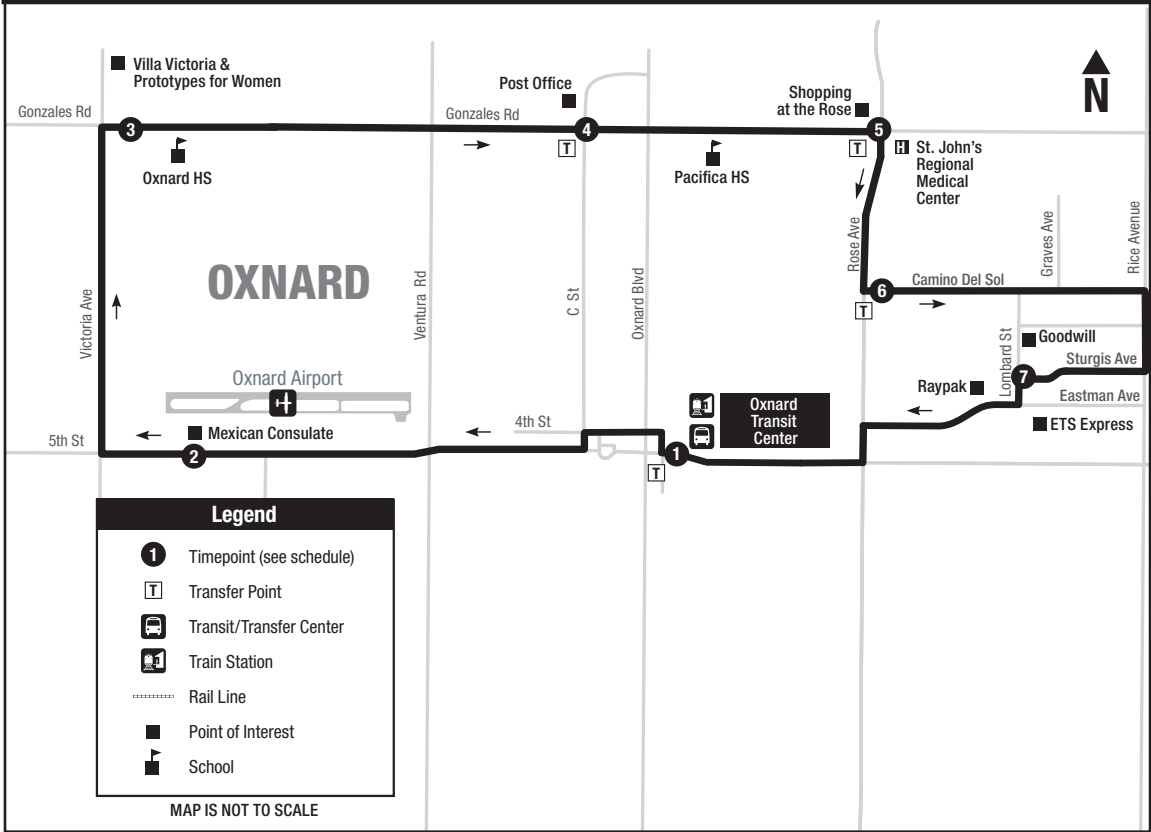 Villa Victoria &
Prototypes for Women
Post Office
Shopping
at the Rose
N
Gonzales Rd
Gonzales Rd
3
4
5
T
T
H St. John's
Regional
Medical
Center
Oxnard HS
Pacifica HS
OXNARD
Victoria Ave
Ventura Rd
C St
Oxnard Blvd
Rose Ave
Graves Ave
Rice Avenue
6
Camino Del Sol
T
Lombard St
Goodwill
Sturgis Ave
7
Raypak
Eastman Ave
ETS Express
Oxnard Airport
Mexican Consulate
5th St
2
4th St
Oxnard
Transit
Center
1
T
Legend
1 Timepoint (see schedule)
T Transfer Point
Transit/Transfer Center
Train Station
Rail Line
Point of Interest
School
MAP IS NOT TO SCALE